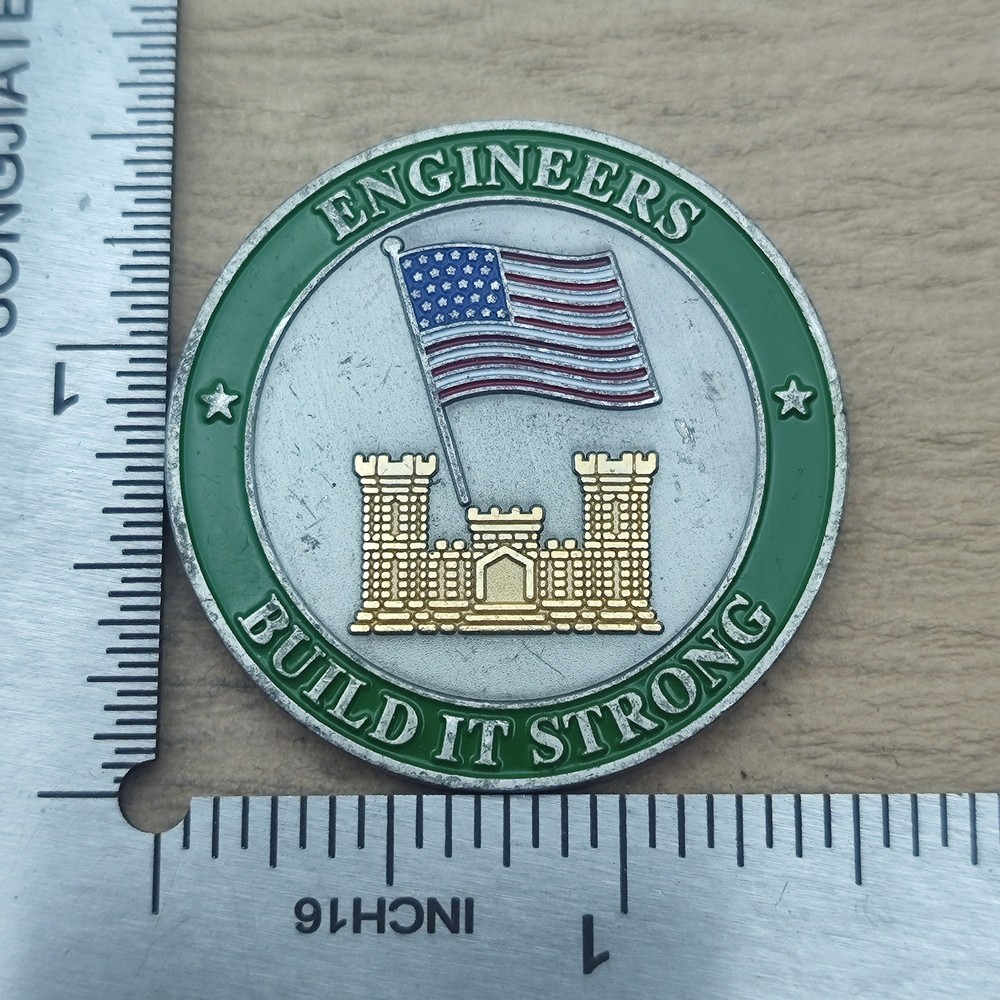 ENGINEERS
BUILD IT STRONG
1
INCH16
1